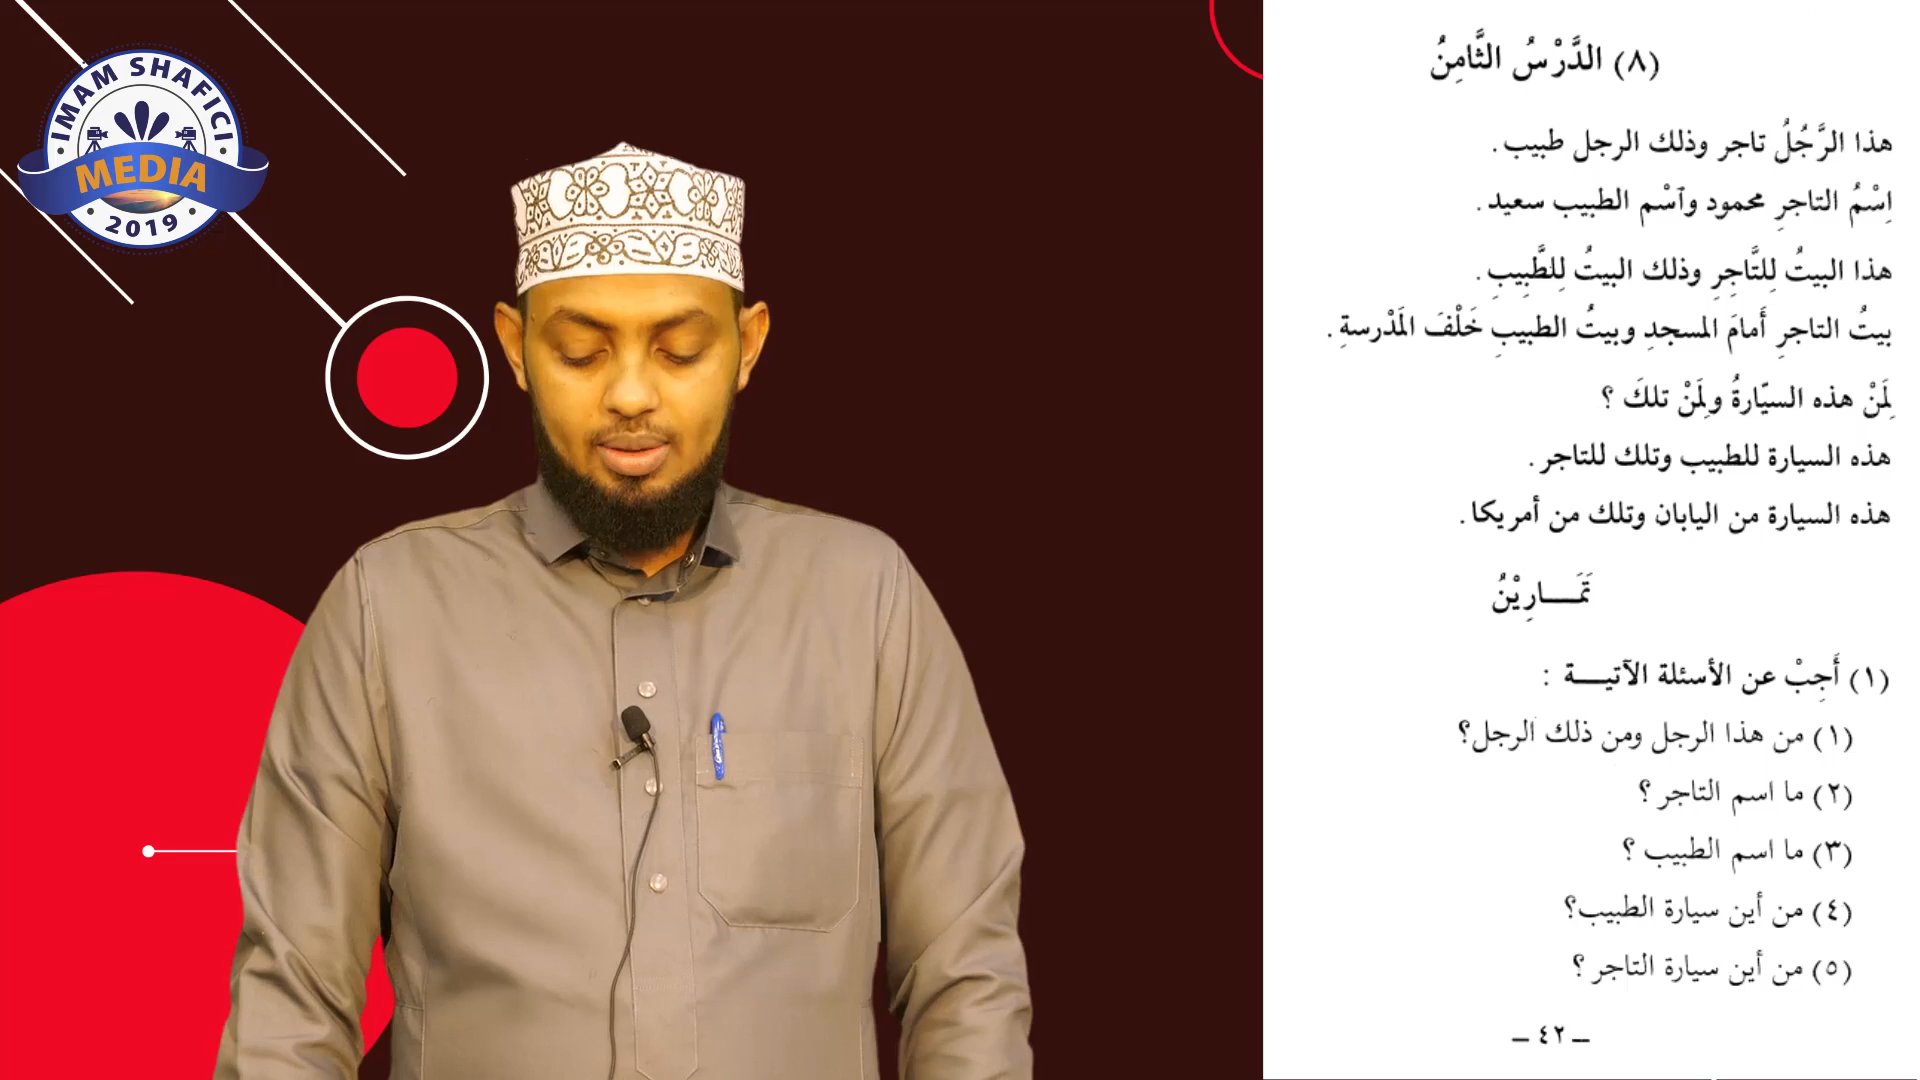 IMAM SHAFICI
MEDIA
2019
(٨) الدَّرْسُ الثَّامِنُ
هذا الرَّجُلُ تاجر وذلك الرجل طبيب.
اِسْمُ التاجرِ محمود وٱسْم الطبيب سعيد.
هذا البيتُ لِلتَّاجِرِ وذلك البيتُ لِلطَّبِيبِ.
بيتُ التاجرِ أَمامَ المسجدِ وبيتُ الطبيبِ خَلْفَ المَدْرسةِ.
لِمَنْ هذه السيّارةُ ولِمَنْ تلكَ ؟
هذه السيارة للطبيب وتلك للتاجر.
هذه السيارة من اليابان وتلك من أمريكا.
تَمَـــارِيْنُ
(١) أَجِبْ عن الأسئلة الآتيـــة :
(١) من هذا الرجل ومن ذلك الرجل؟
(٢) ما اسم التاجر ؟
(٣) ما اسم الطبيب ؟
(٤) من أين سيارة الطبيب؟
(٥) من أين سيارة التاجر ؟
– ٤٢ –